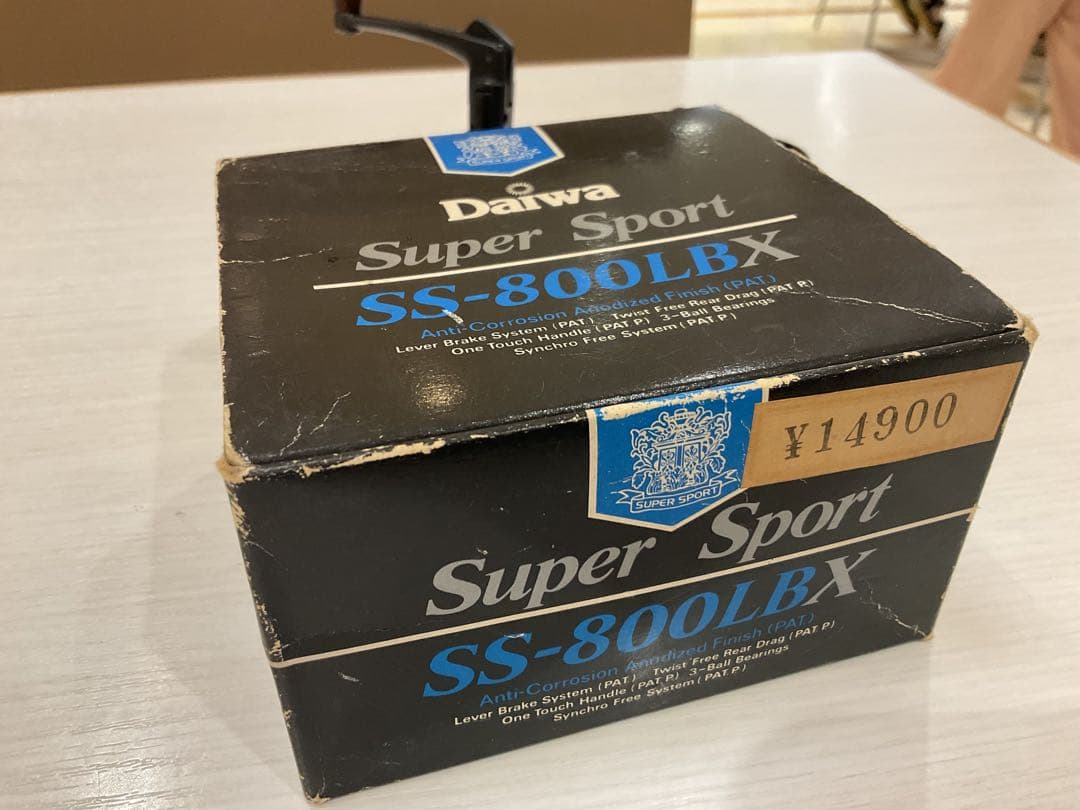 SUPER SPORT
Daiwa
Super Sport
SS-800LBX
Anti-Corrosion Anodized Finish (PAT.)
Lever Brake System (PAT.) Twist Free Rear Drag (PAT. P.)
One Touch Handle (PAT. P.) 3-Ball Bearings
Synchro Free System (PAT. P.)
SUPER SPORT
¥14900
Super Sport
SS-800LBX
Anti-Corrosion Anodized Finish (PAT.)
Lever Brake System (PAT.) Twist Free Rear Drag (PAT. P.)
One Touch Handle (PAT. P.) 3-Ball Bearings
Synchro Free System (PAT. P.)